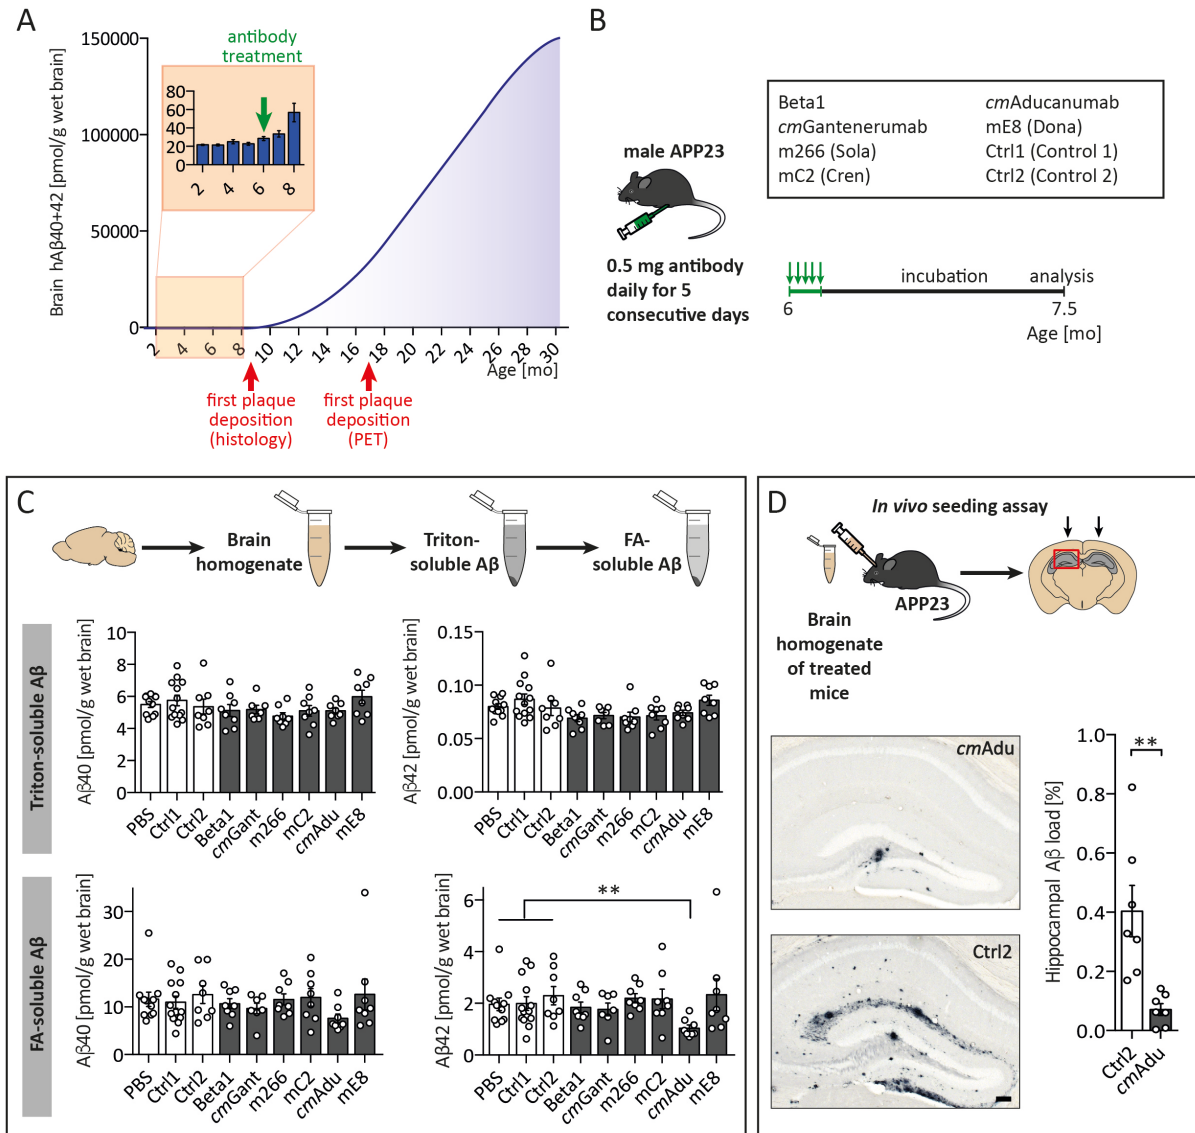 A
Brain hAβ40+42 [pmol/g wet brain]
150000
100000
50000
0
antibody
treatment
80
60
40
20
0
2 4 6 8
2 4 6 8 10 12 14 16 18 20 22 24 26 28 30
Age [mo]
first plaque
deposition
(histology)
first plaque
deposition
(PET)
B
male APP23
0.5 mg antibody
daily for 5
consecutive days
Beta1
cmGantenerumab
m266 (Sola)
mC2 (Cren)
cmAducanumab
mE8 (Dona)
Ctrl1 (Control 1)
Ctrl2 (Control 2)
incubation analysis
6 7.5
Age [mo]
C
Brain
homogenate
Triton-
soluble Aβ
FA-
soluble Aβ
Triton-soluble Aβ
Aβ40 [pmol/g wet brain]
10
8
6
4
2
0
PBS Ctrl1 Ctrl2 Beta1 cmGant m266 mC2 cmAdu mE8
Aβ42 [pmol/g wet brain]
0.15
0.10
0.05
0.00
PBS Ctrl1 Ctrl2 Beta1 cmGant m266 mC2 cmAdu mE8
FA-soluble Aβ
Aβ40 [pmol/g wet brain]
30
20
10
0
PBS Ctrl1 Ctrl2 Beta1 cmGant m266 mC2 cmAdu mE8
Aβ42 [pmol/g wet brain]
6
4
2
0
**
PBS Ctrl1 Ctrl2 Beta1 cmGant m266 mC2 cmAdu mE8
D
In vivo seeding assay
APP23
Brain
homogenate
of treated
mice
cmAdu
Ctrl2
Hippocampal Aβ load [%]
1.0
0.8
0.6
0.4
0.2
0.0
**
Ctrl2 cmAdu